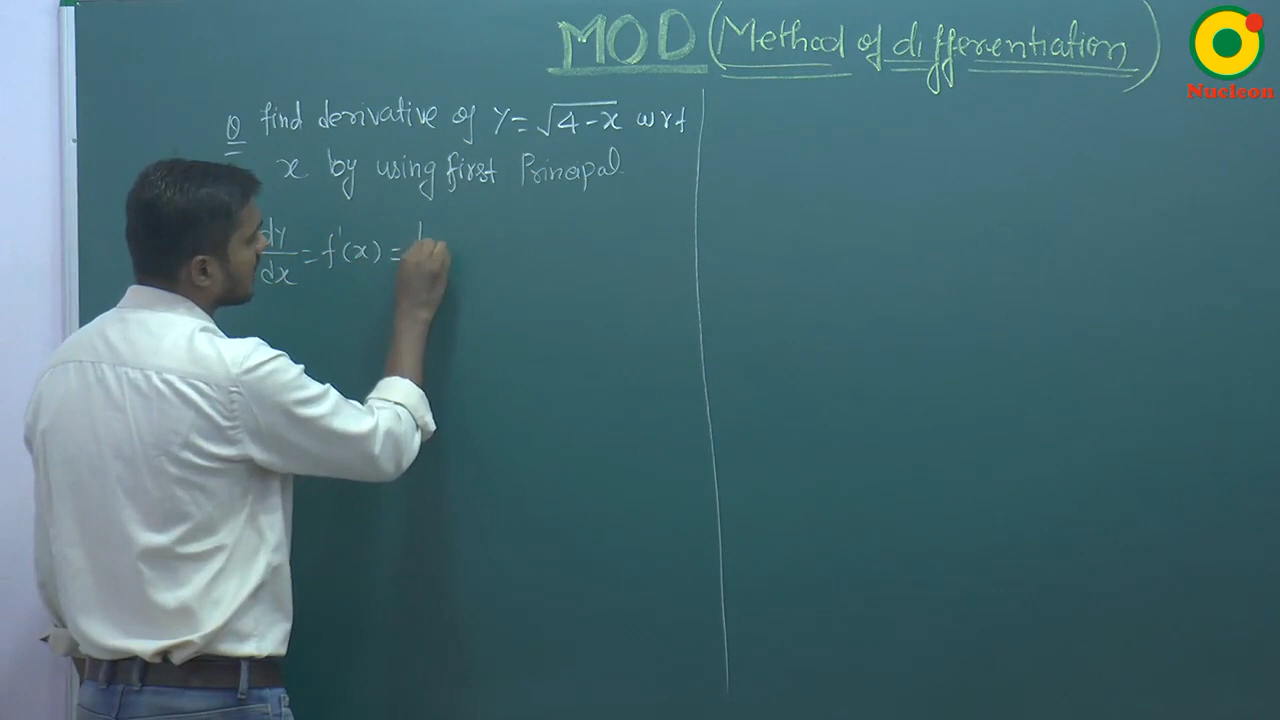 MOD (Method of differentiation)
Nucleon
Q find derivative of y = √4-x wrt
x by using first Principal.
dy/dx = f'(x) =